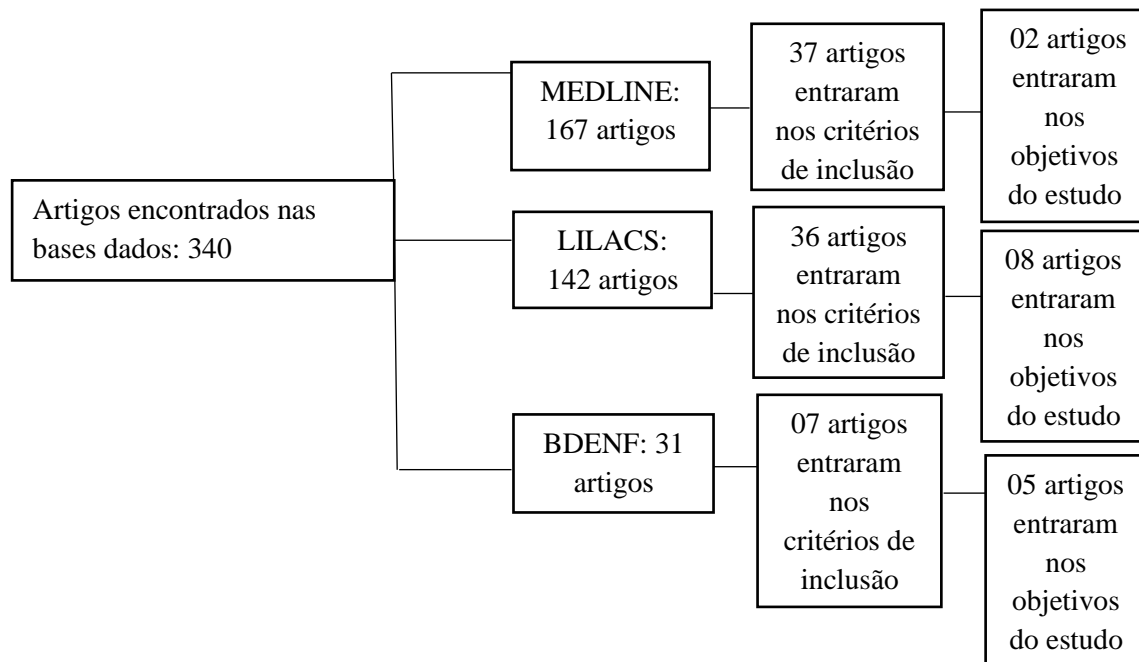 Artigos encontrados nas
bases dados: 340
MEDLINE:
167 artigos
37 artigos
entraram
nos critérios
de inclusão
02 artigos
entraram
nos
objetivos
do estudo
LILACS:
142 artigos
36 artigos
entraram
nos critérios
de inclusão
08 artigos
entraram
nos
objetivos
do estudo
BDENF: 31
artigos
07 artigos
entraram
nos
critérios de
inclusão
05 artigos
entraram
nos
objetivos
do estudo